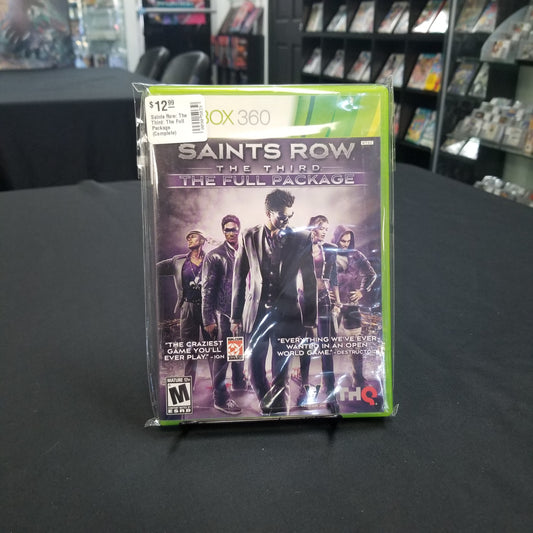 $12.99
Saints Row: The
Third: The Full
Package
(Complete)
XBOX 360
SAINTS ROW
THE THIRD
THE FULL PACKAGE
"THE CRAZIEST
GAME YOU'LL
EVER PLAY." -IGN
"EVERYTHING WE'VE EVER
WANTED IN AN OPEN
WORLD GAME." - DESTRUCTO
MATURE 17+
M
ESRB
THQ